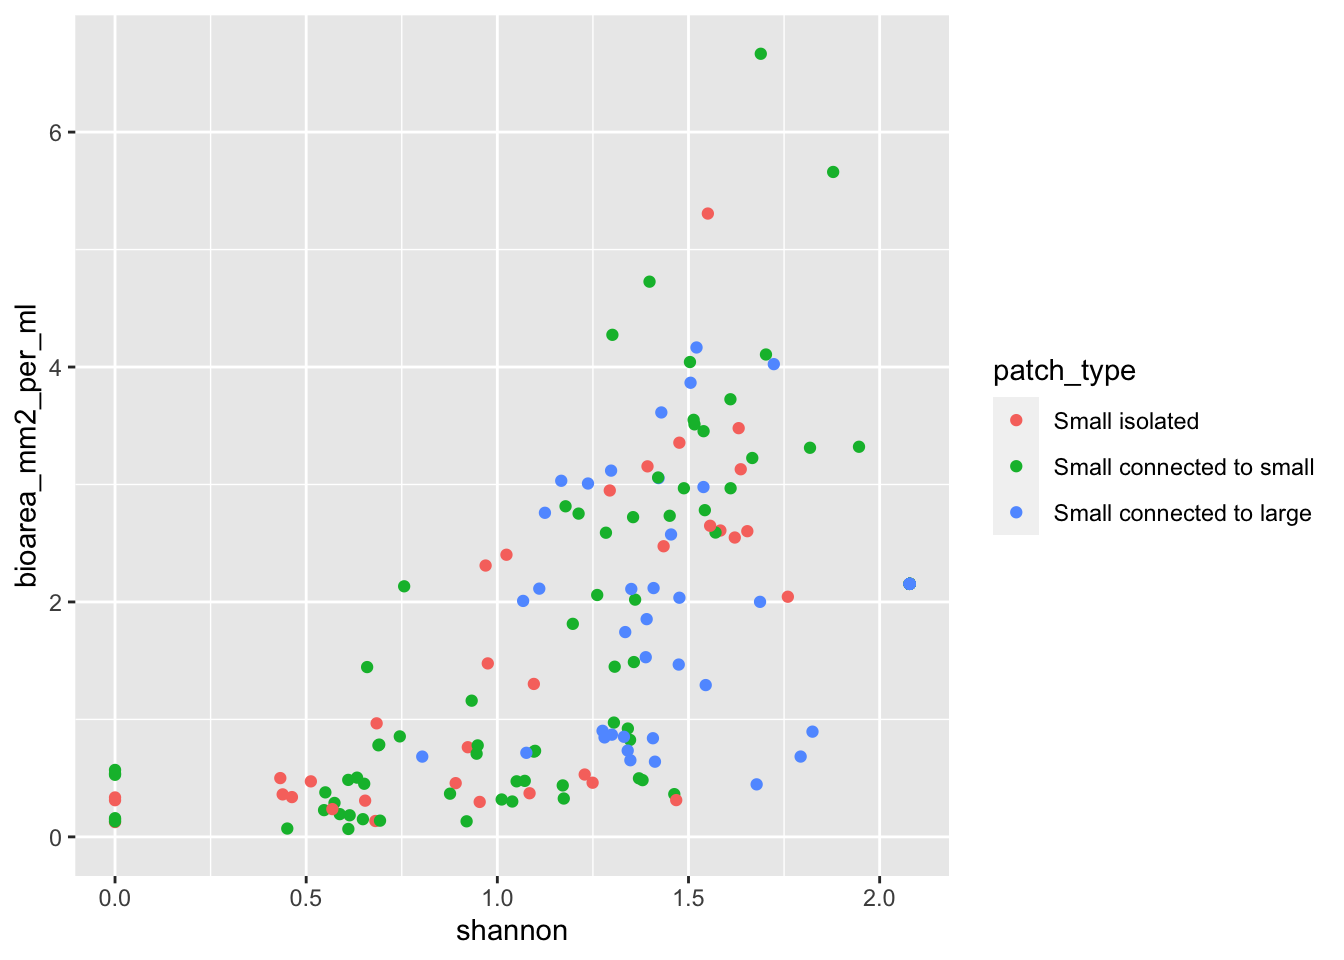 6
4
2
0
bioarea_mm2_per_ml
0.0 0.5 1.0 1.5 2.0
shannon
patch_type
Small isolated
Small connected to small
Small connected to large